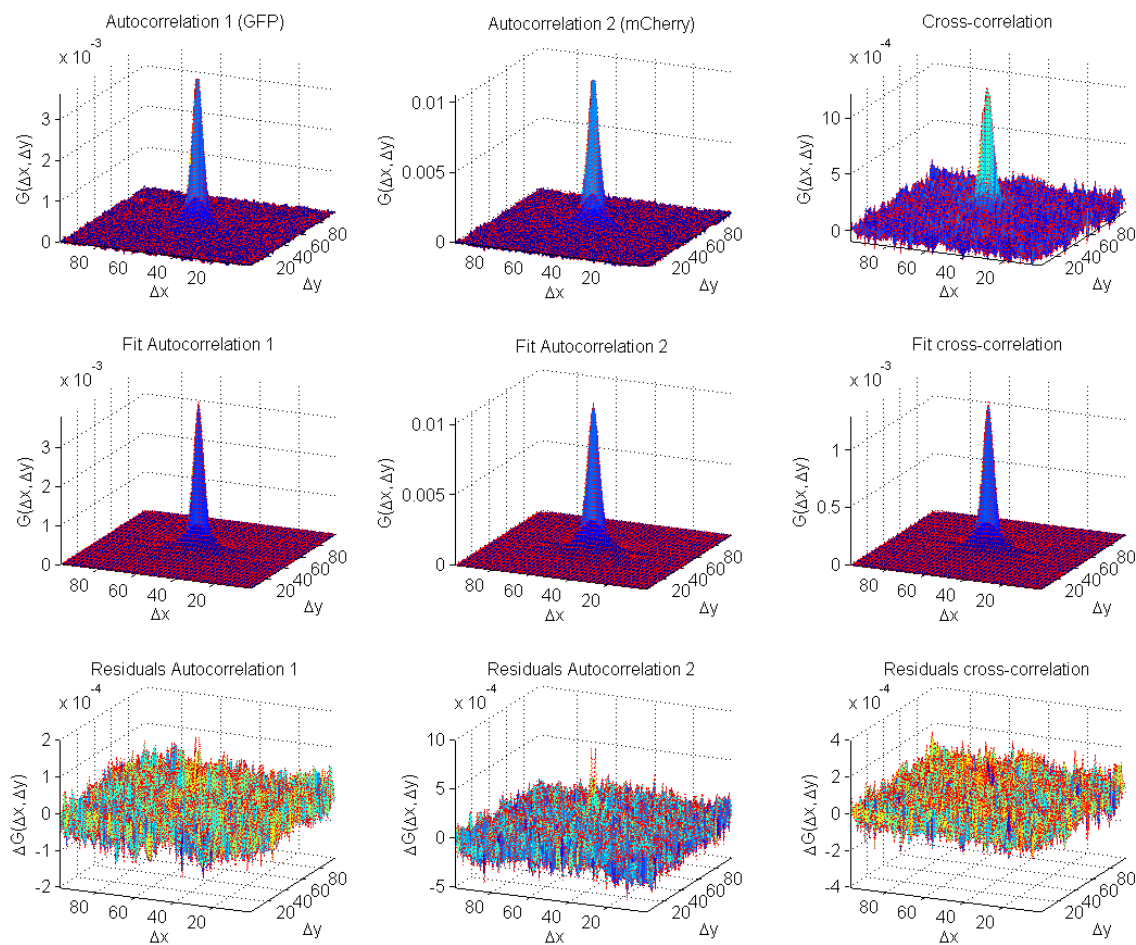 Autocorrelation 1 (GFP)
x 10-3
G(Δx, Δy)
3
2
1
0
80
60
40
20
Δx
20
40
60
80
Δy
Autocorrelation 2 (mCherry)
G(Δx, Δy)
0.01
0.005
0
80
60
40
20
Δx
20
40
60
80
Δy
Cross-correlation
x 10-4
G(Δx, Δy)
10
5
0
80
60
40
20
Δx
20
40
60
80
Δy
Fit Autocorrelation 1
x 10-3
G(Δx, Δy)
3
2
1
0
80
60
40
20
Δx
20
40
60
80
Δy
Fit Autocorrelation 2
G(Δx, Δy)
0.01
0.005
0
80
60
40
20
Δx
20
40
60
80
Δy
Fit cross-correlation
x 10-3
G(Δx, Δy)
1
0.5
0
80
60
40
20
Δx
20
40
60
80
Δy
Residuals Autocorrelation 1
x 10-4
ΔG(Δx, Δy)
2
1
0
-1
-2
80
60
40
20
Δx
20
40
60
80
Δy
Residuals Autocorrelation 2
x 10-4
ΔG(Δx, Δy)
10
5
0
-5
80
60
40
20
Δx
20
40
60
80
Δy
Residuals cross-correlation
x 10-4
ΔG(Δx, Δy)
4
2
0
-2
-4
80
60
40
20
Δx
20
40
60
80
Δy